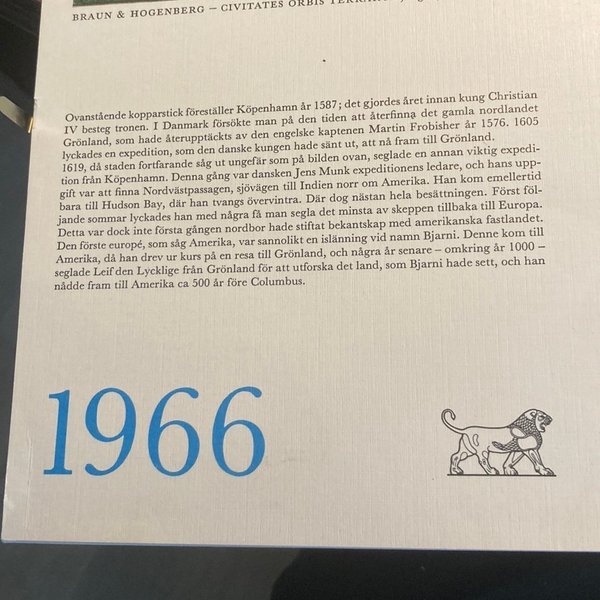 BRAUN & HOGENBERG – CIVITATES ORBIS
Ovanstående kopparstick föreställer Köpenhamn år 1587; det gjordes året innan kung Christian
IV besteg tronen. I Danmark försökte man på den tiden att återfinna det gamla nordlandet
Grönland, som hade återupptäckts av den engelske kaptenen Martin Frobisher år 1576. 1605
lyckades en expedition, som den danske kungen hade sänt ut, att nå fram till Grönland.
1619, då staden fortfarande såg ut ungefär som på bilden ovan, seglade en annan viktig expedi-
tion från Köpenhamn. Denna gång var dansken Jens Munk expeditionens ledare, och hans upp-
gift var att finna Nordvästpassagen, sjövägen till Indien norr om Amerika. Han kom emellertid
bara till Hudson Bay, där han tvangs övervintra. Där dog nästan hela besättningen. Först föl-
jande sommar lyckades han med några få man segla det minsta av skeppen tillbaka till Europa.
Detta var dock inte första gången nordbor hade stiftat bekantskap med amerikanska fastlandet.
Den förste europé, som såg Amerika, var sannolikt en islänning vid namn Bjarni. Denne kom till
Amerika, då han drev ur kurs på en resa till Grönland, och några år senare – omkring år 1000 –
seglade Leif den Lycklige från Grönland för att utforska det land, som Bjarni hade sett, och han
nådde fram till Amerika ca 500 år före Columbus.
1966